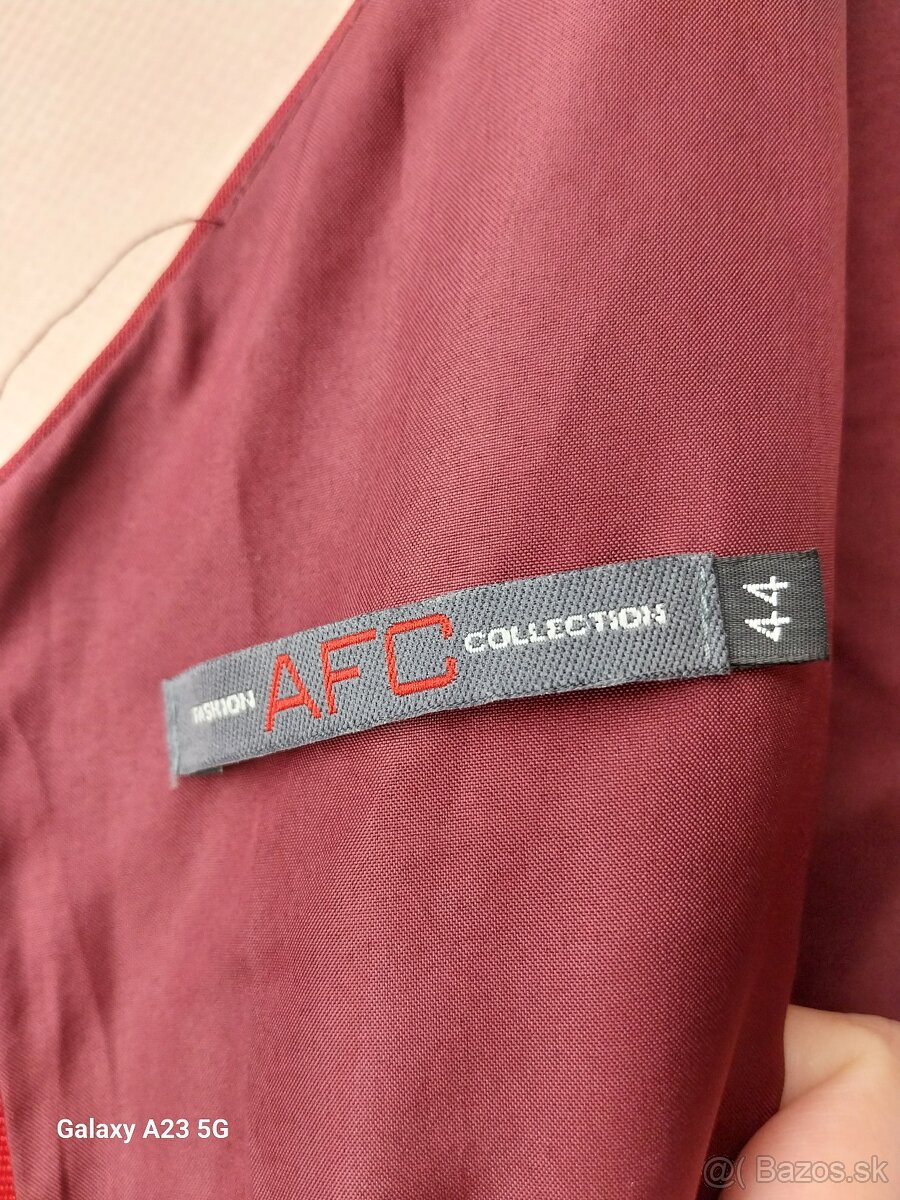 FASHION AFC COLLECTION
44
Galaxy A23 5G
@( Bazos.sk